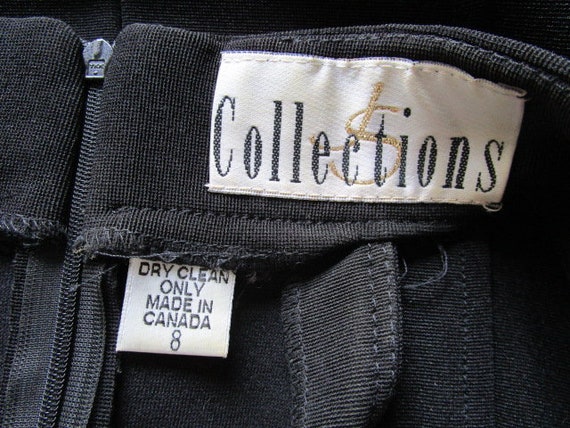 Collections
DRY CLEAN
ONLY
MADE IN
CANADA
8